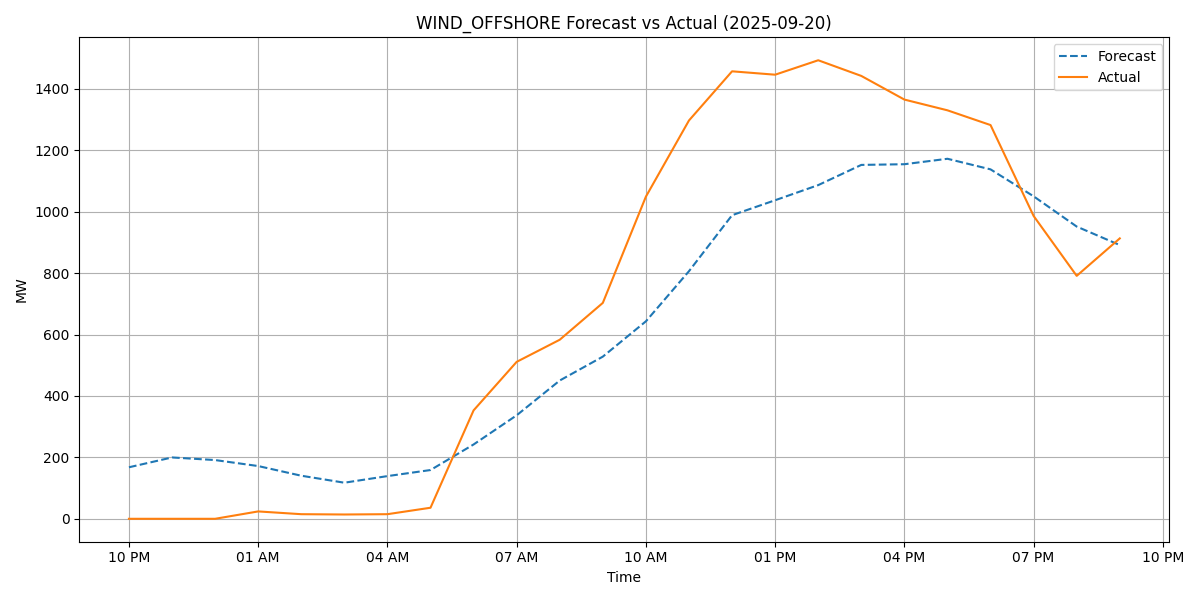 WIND_OFFSHORE Forecast vs Actual (2025-09-20)
Forecast
Actual
1400
1200
1000
800
600
400
200
0
MW
10 PM 01 AM 04 AM 07 AM 10 AM 01 PM 04 PM 07 PM 10 PM
Time